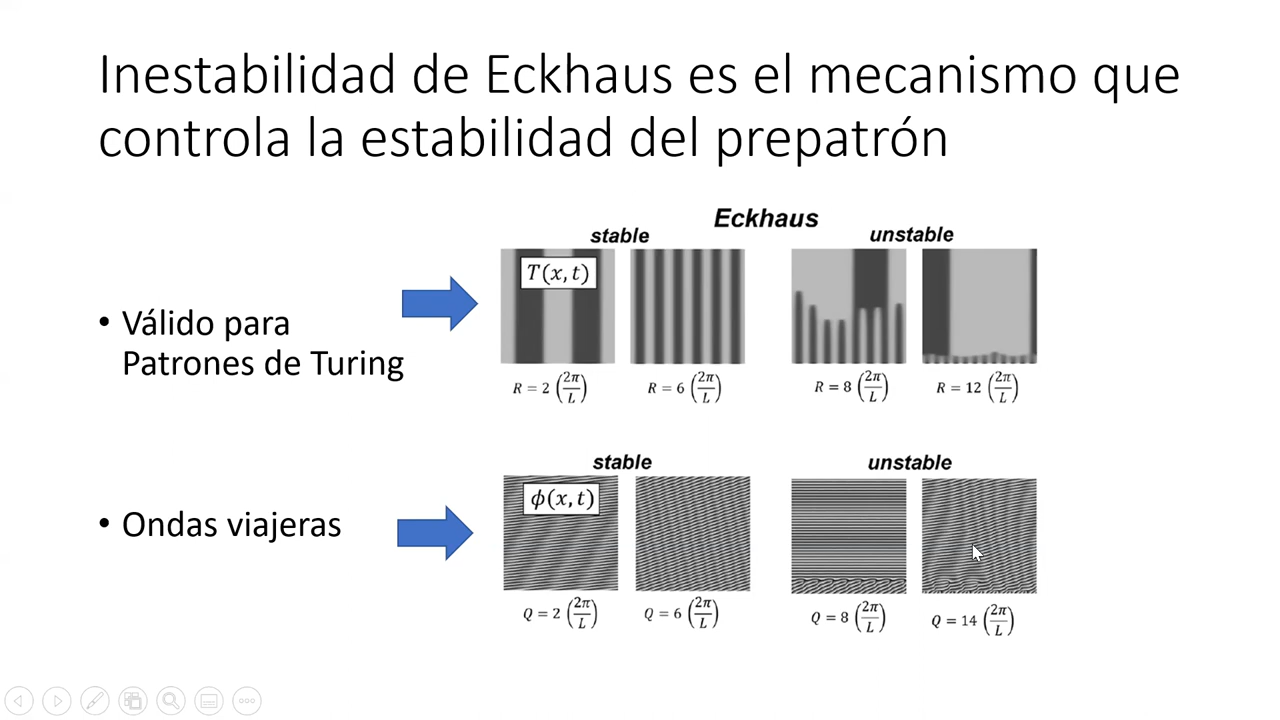 Inestabilidad de Eckhaus es el mecanismo que
controla la estabilidad del prepatrón
Eckhaus
stable
unstable
T(x,t)
• Válido para
Patrones de Turing
R = 2 (2π/L)
R = 6 (2π/L)
R = 8 (2π/L)
R = 12 (2π/L)
stable
unstable
ϕ(x,t)
• Ondas viajeras
Q = 2 (2π/L)
Q = 6 (2π/L)
Q = 8 (2π/L)
Q = 14 (2π/L)